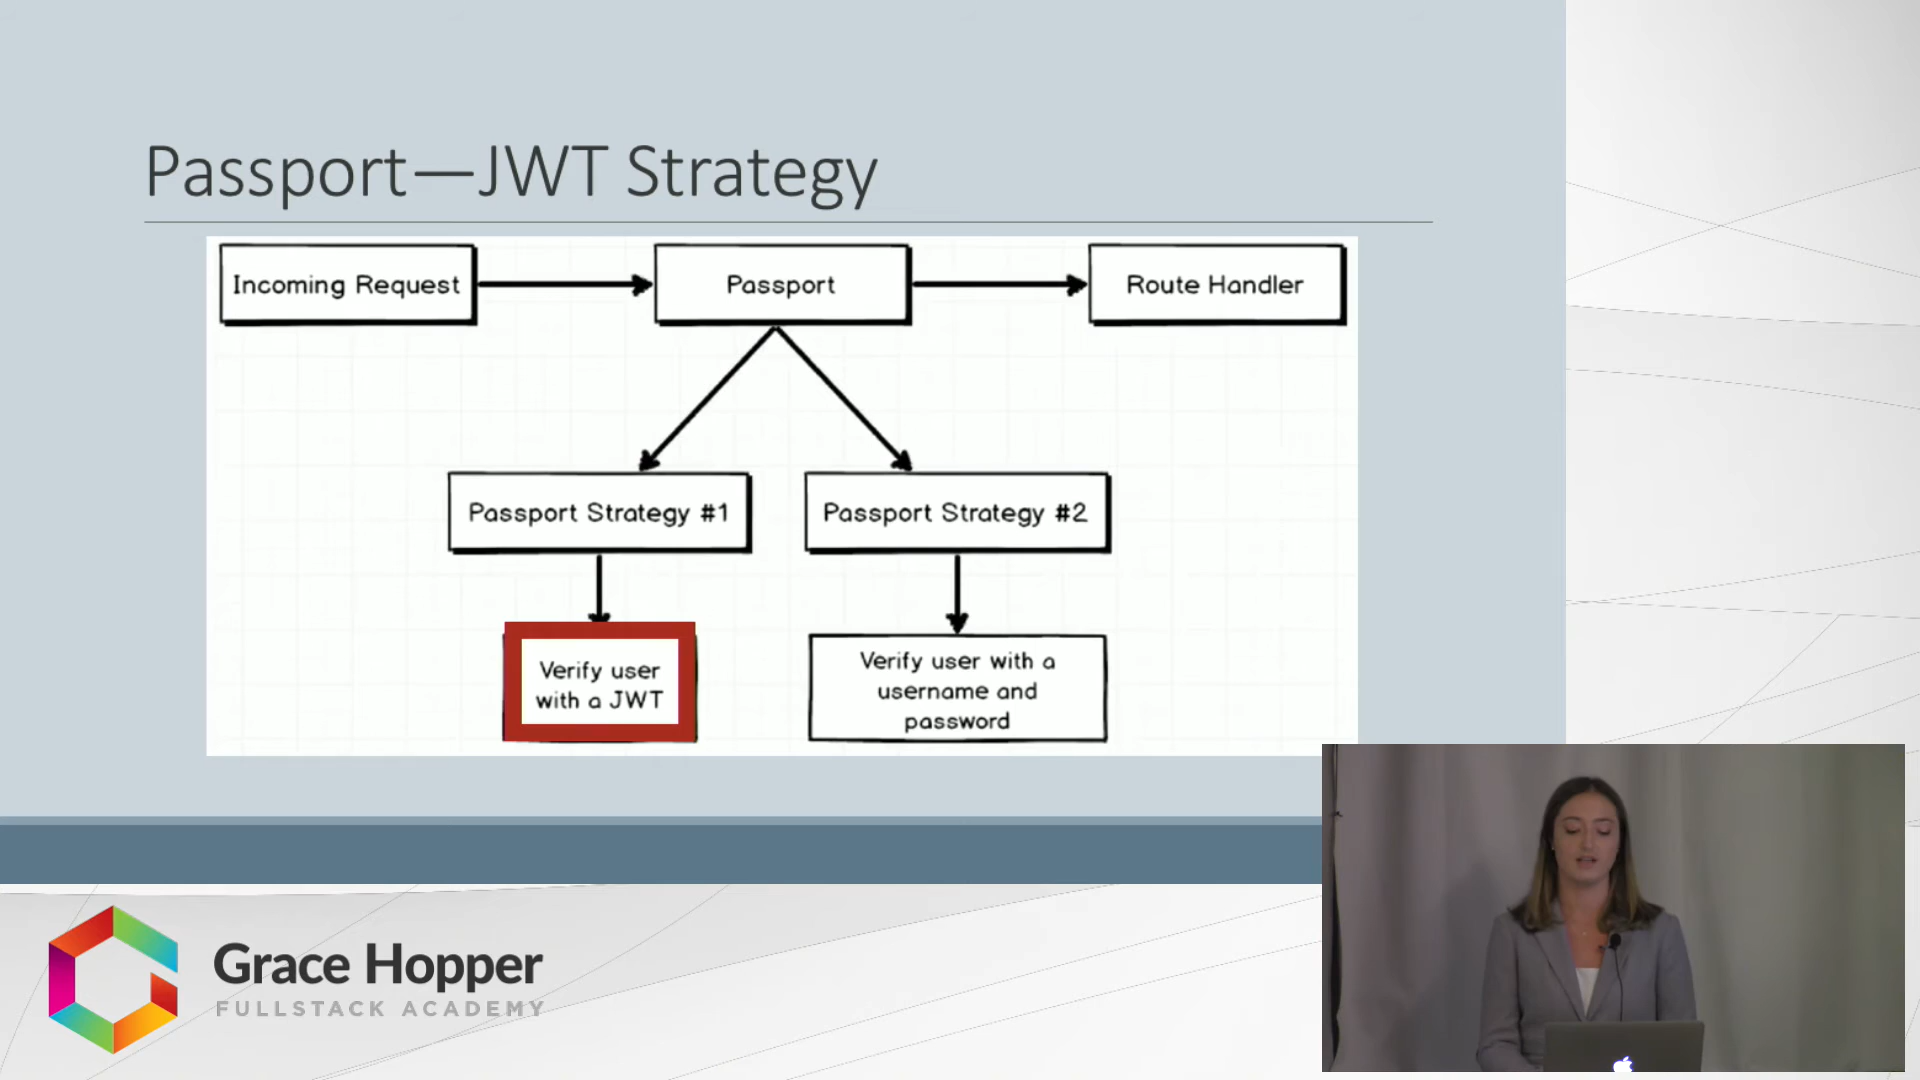 Passport—JWT Strategy
Incoming Request
Passport
Route Handler
Passport Strategy #1
Passport Strategy #2
Verify user
with a JWT
Verify user with a
username and
password
Grace Hopper
FULLSTACK ACADEMY